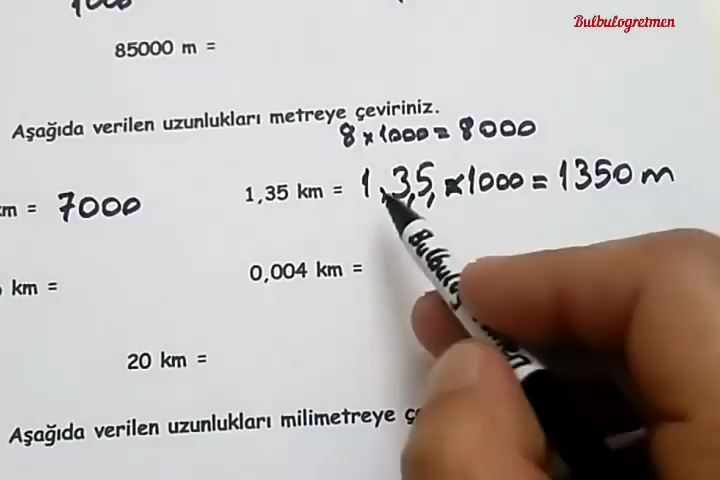 Bulbulogretmen
1000
85000 m =
Aşağıda verilen uzunlukları metreye çeviriniz.
8 x 1000 = 8000
m = 7000
1,35 km = 1,35, x 1000 = 1350 m
km =
0,004 km =
20 km =
Aşağıda verilen uzunlukları milimetreye